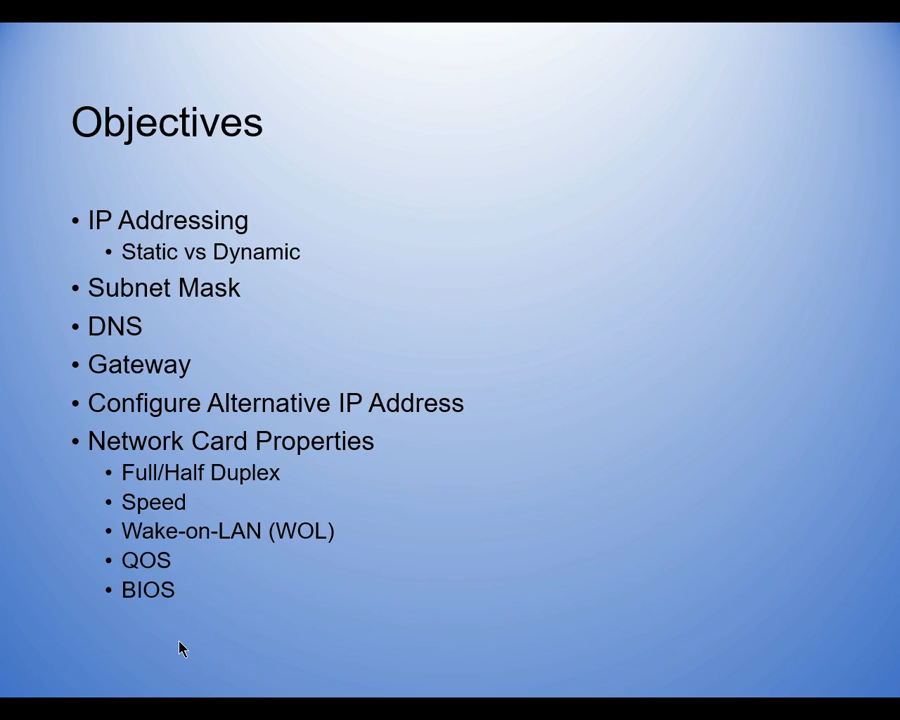 Objectives
• IP Addressing
• Static vs Dynamic
• Subnet Mask
• DNS
• Gateway
• Configure Alternative IP Address
• Network Card Properties
• Full/Half Duplex
• Speed
• Wake-on-LAN (WOL)
• QOS
• BIOS